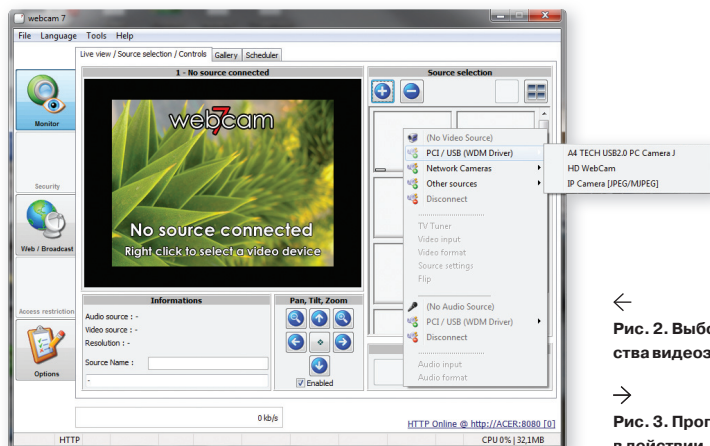 webcam 7
File Language Tools Help
Live view / Source selection / Controls Gallery Scheduler
Monitor
Security
Web / Broadcast
Access restriction
Options
1 - No source connected
webcam 7
No source connected
Right click to select a video device
Source selection
(No Video Source)
PCI / USB (WDM Driver)
Network Cameras
Other sources
Disconnect
TV Tuner
Video input
Video format
Source settings
Flip
(No Audio Source)
PCI / USB (WDM Driver)
Disconnect
Audio input
Audio format
A4 TECH USB2.0 PC Camera J
HD WebCam
IP Camera [JPEG/MJPEG]
Informations
Audio source : -
Video source : -
Resolution : -
Source Name :
-
Pan, Tilt, Zoom
Enabled
0 kb/s
HTTP Online @ http://ACER:8080 [0]
HTTP
CPU 0% | 32,1MB
←
Рис. 2. Выбо
ства видеоз
→
Рис. 3. Прог
в действии